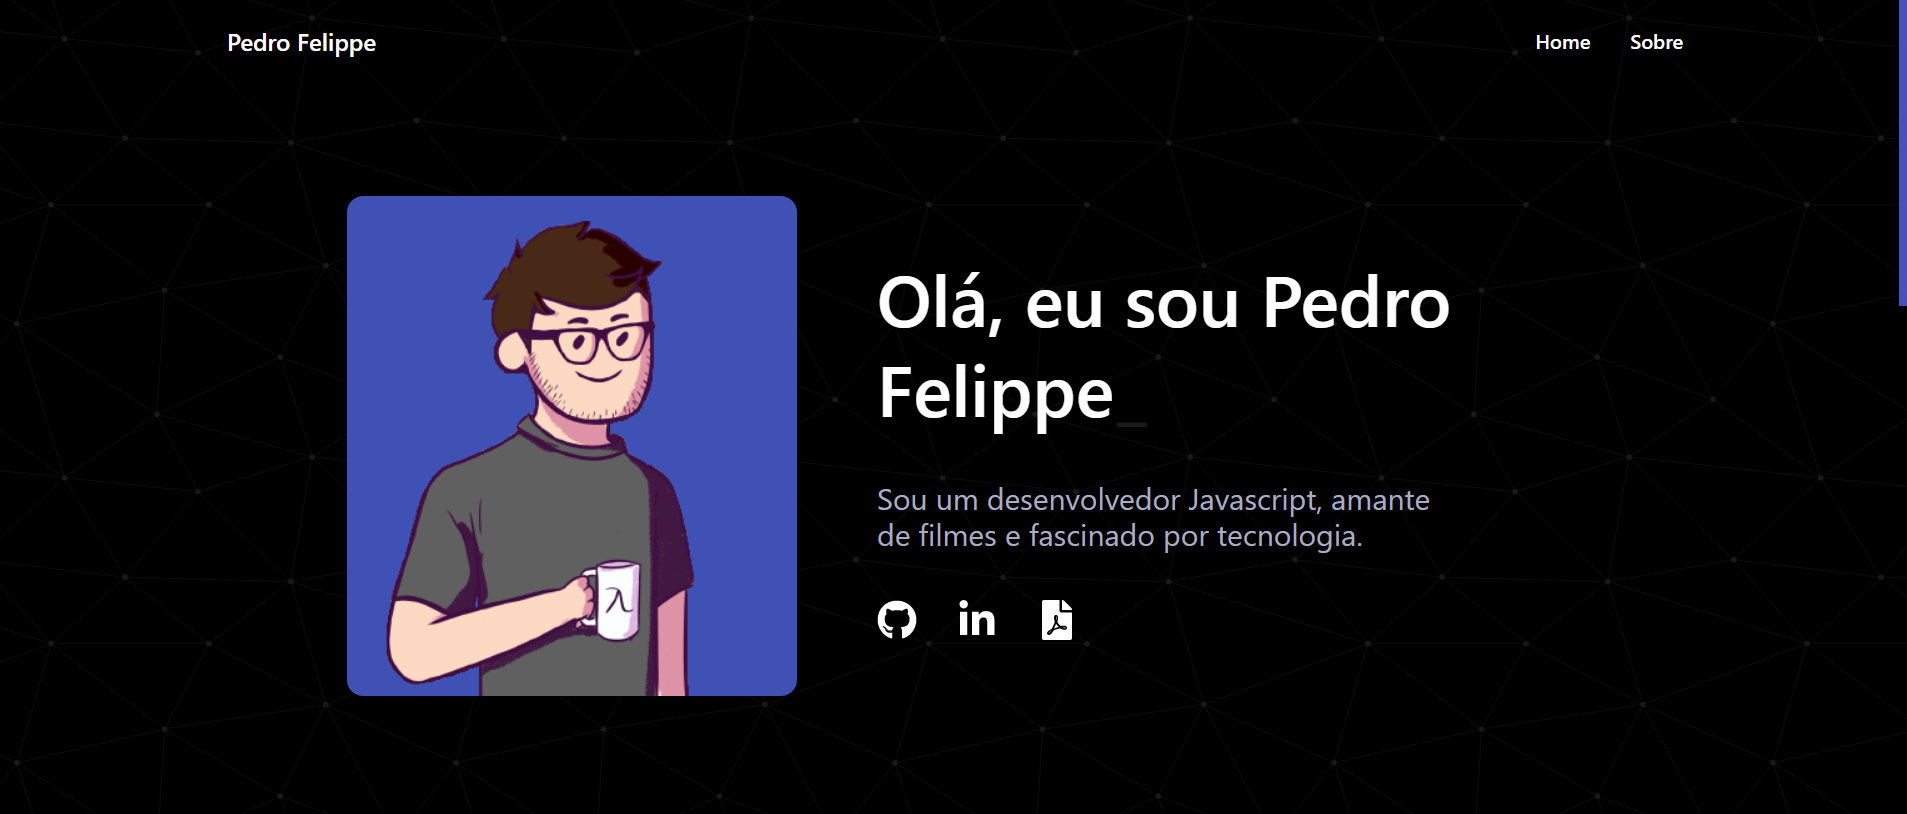 Pedro Felippe
Home
Sobre
Olá, eu sou Pedro
Felippe_
Sou um desenvolvedor Javascript, amante
de filmes e fascinado por tecnologia.
in
λ